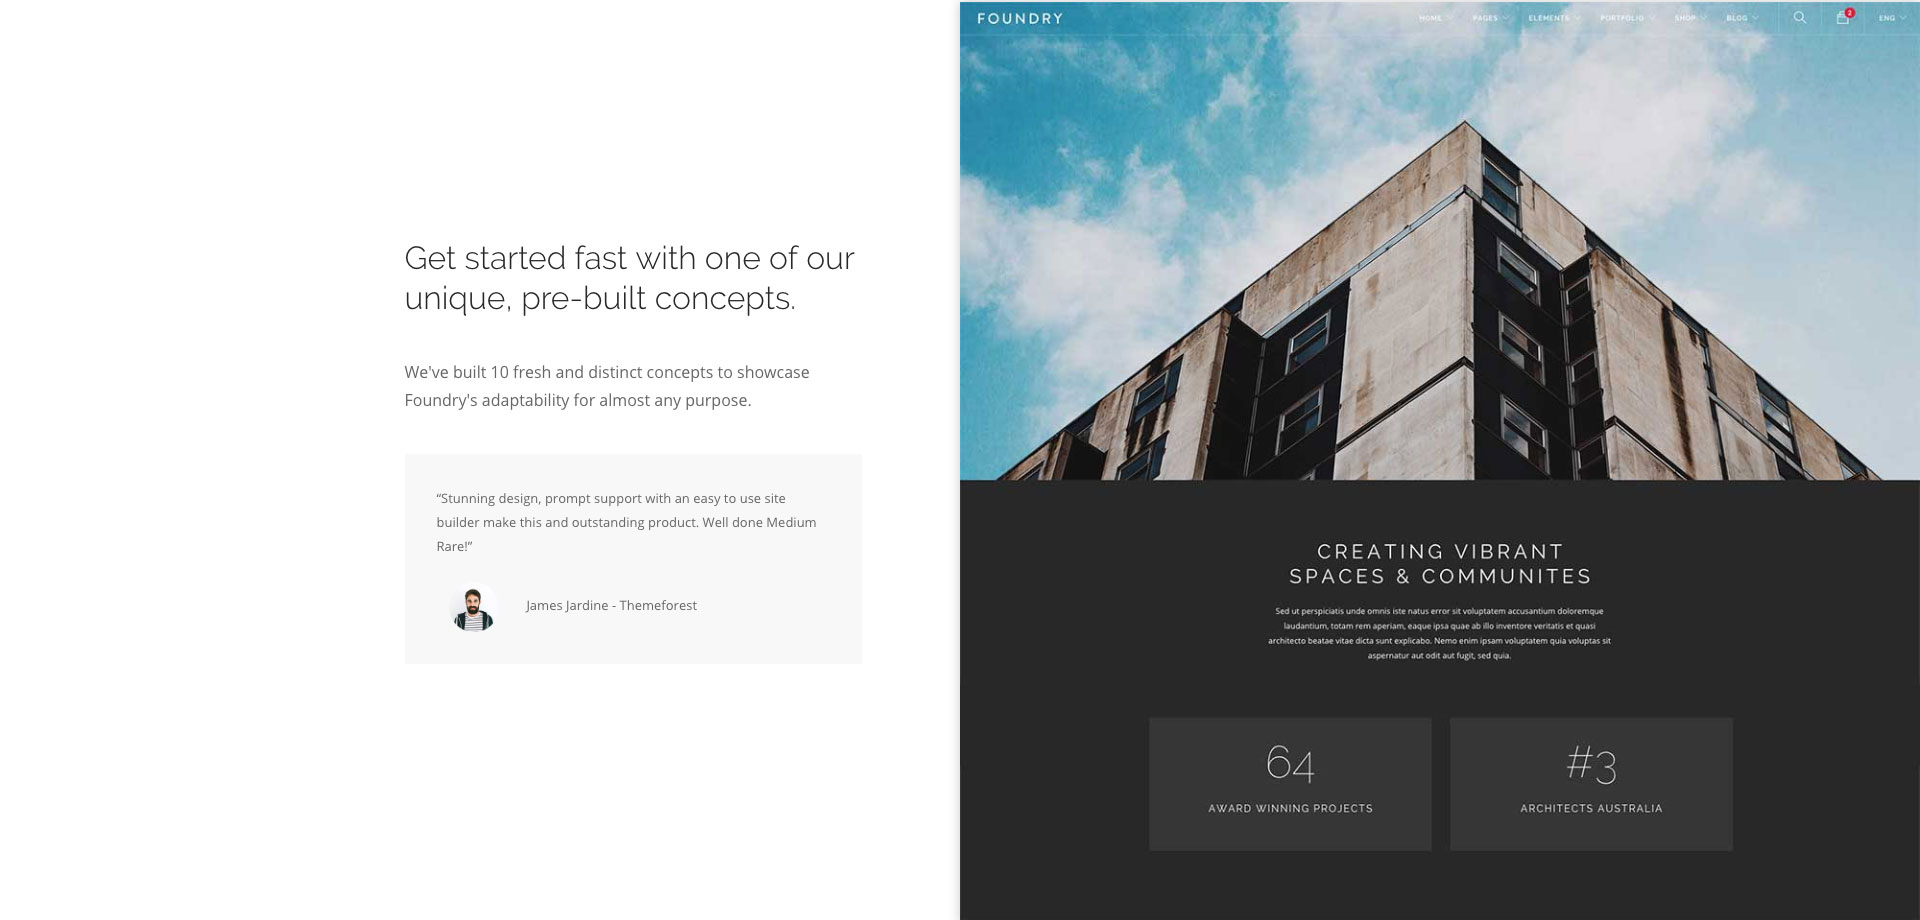 Get started fast with one of our
unique, pre-built concepts.
We've built 10 fresh and distinct concepts to showcase
Foundry's adaptability for almost any purpose.
“Stunning design, prompt support with an easy to use site
builder make this and outstanding product. Well done Medium
Rare!”
James Jardine - Themeforest
FOUNDRY
HOME PAGES ELEMENTS PORTFOLIO SHOP BLOG 2 ENG
CREATING VIBRANT
SPACES & COMMUNITES
Sed ut perspiciatis unde omnis iste natus error sit voluptatem accusantium doloremque
laudantium, totam rem aperiam, eaque ipsa quae ab illo inventore veritatis et quasi
architecto beatae vitae dicta sunt explicabo. Nemo enim ipsam voluptatem quia voluptas sit
aspernatur aut odit aut fugit, sed quia.
64
AWARD WINNING PROJECTS
#3
ARCHITECTS AUSTRALIA